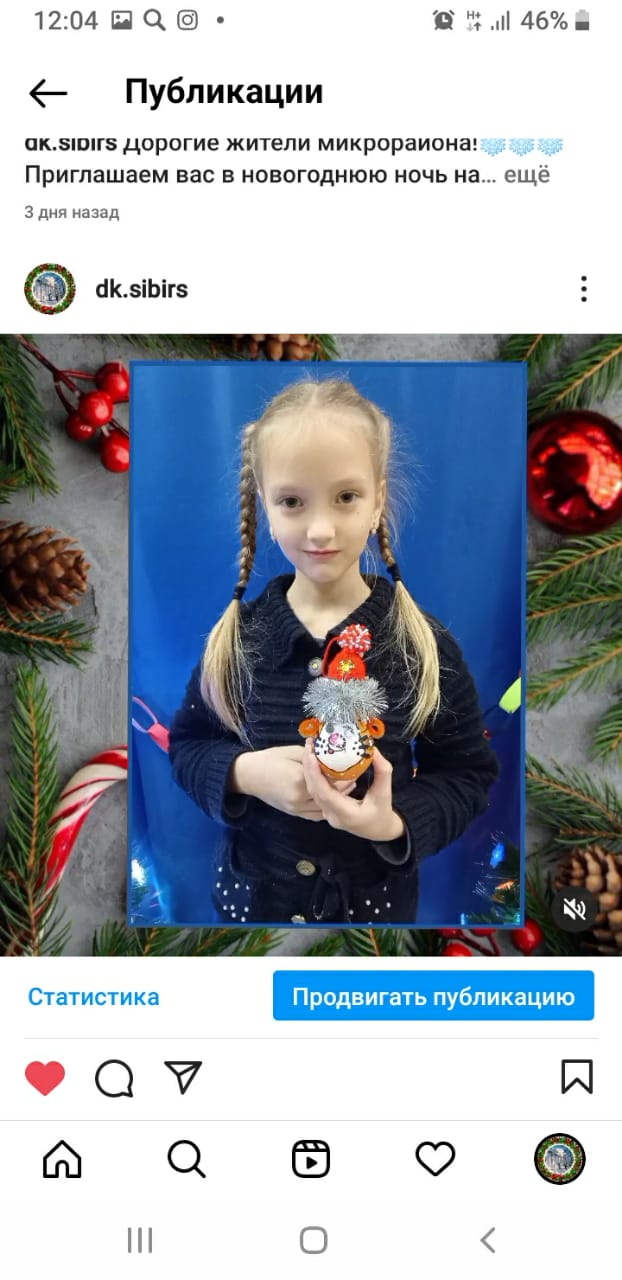 12:04
H+
46%
Публикации
dk.sibirs Дорогие жители микрорайона!
Приглашаем вас в новогоднюю ночь на... ещё
3 дня назад
dk.sibirs
Статистика
Продвигать публикацию